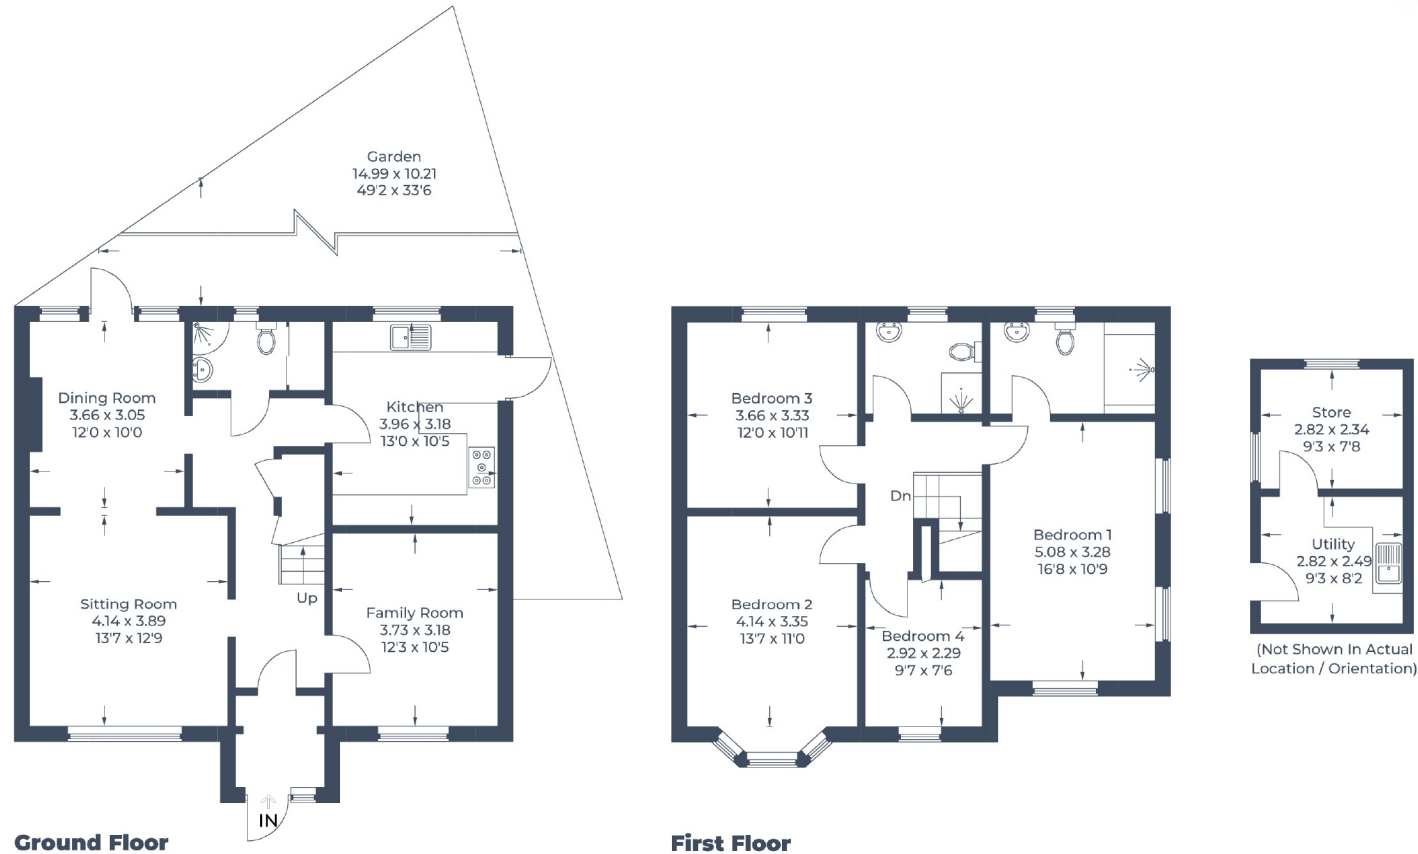 Garden
14.99 x 10.21
49'2 x 33'6
Dining Room
3.66 x 3.05
12'0 x 10'0
Kitchen
3.96 x 3.18
13'0 x 10'5
Sitting Room
4.14 x 3.89
13'7 x 12'9
Up
Family Room
3.73 x 3.18
12'3 x 10'5
IN
Ground Floor
Bedroom 3
3.66 x 3.33
12'0 x 10'11
Dn
Bedroom 1
5.08 x 3.28
16'8 x 10'9
Bedroom 2
4.14 x 3.35
13'7 x 11'0
Bedroom 4
2.92 x 2.29
9'7 x 7'6
First Floor
Store
2.82 x 2.34
9'3 x 7'8
Utility
2.82 x 2.49
9'3 x 8'2
(Not Shown In Actual
Location / Orientation)